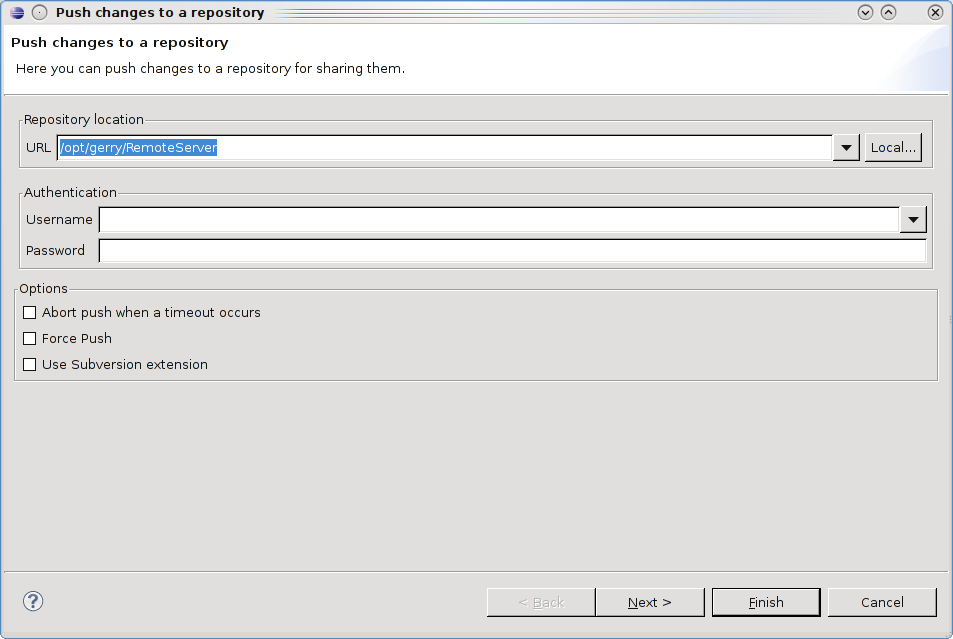 Push changes to a repository
Push changes to a repository
Here you can push changes to a repository for sharing them.
Repository location
URL /opt/gerry/RemoteServer Local...
Authentication
Username
Password
Options
Abort push when a timeout occurs
Force Push
Use Subversion extension
? < Back Next > Finish Cancel